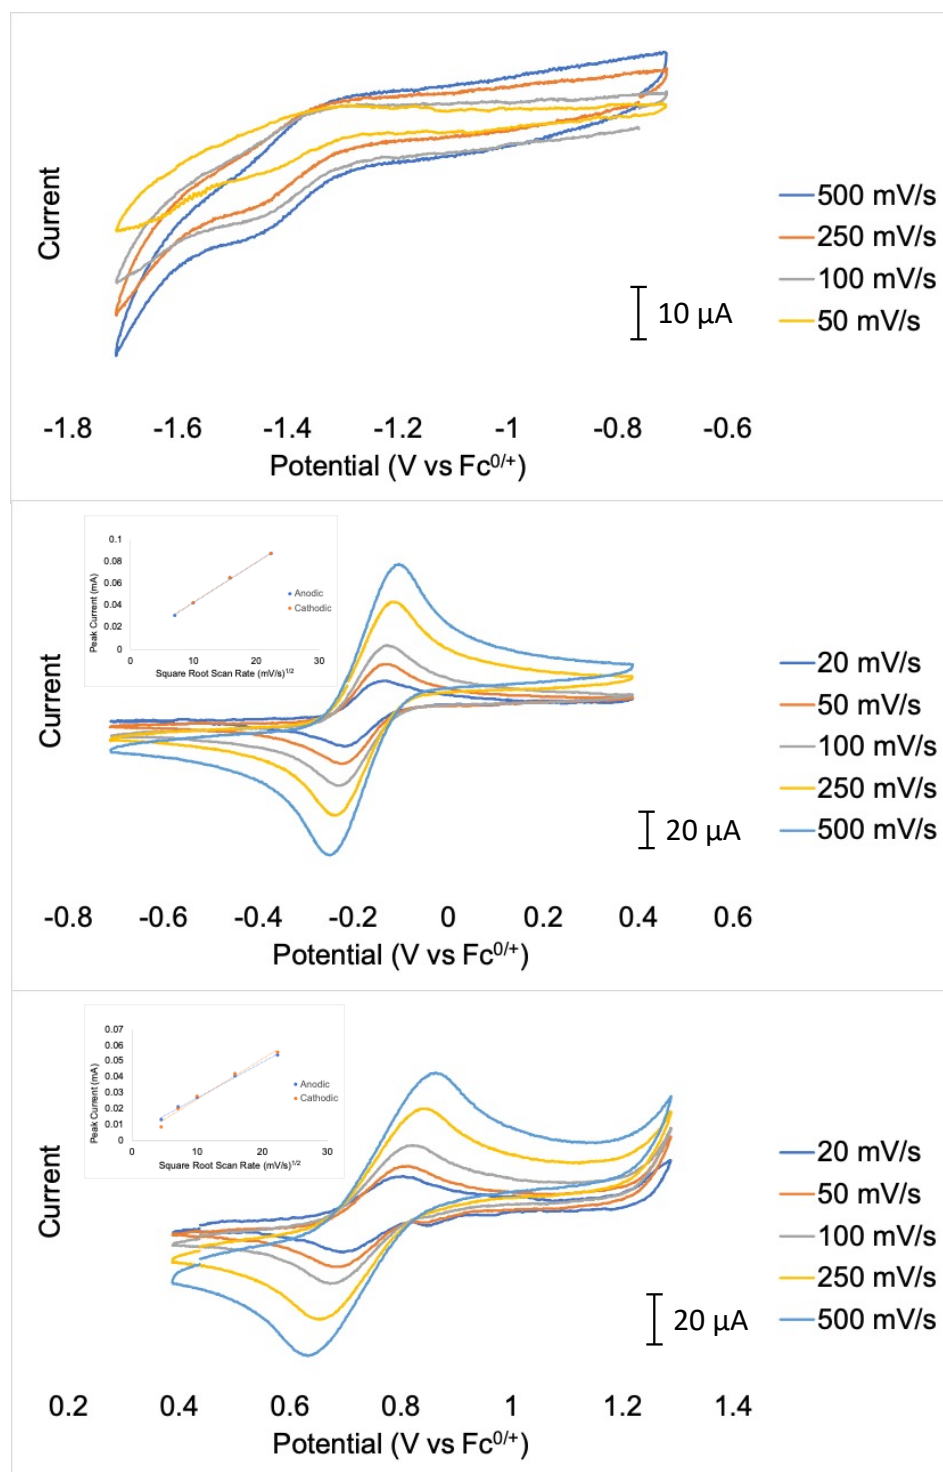 Current
500 mV/s
250 mV/s
100 mV/s
50 mV/s
10 µA
-1.8 -1.6 -1.4 -1.2 -1 -0.8 -0.6
Potential (V vs Fc0/+)
0.1
0.08
0.06
0.04
0.02
0
0 10 20 30
Peak Current (mA)
Square Root Scan Rate (mV/s)1/2
Anodic
Cathodic
Current
20 mV/s
50 mV/s
100 mV/s
250 mV/s
500 mV/s
20 µA
-0.8 -0.6 -0.4 -0.2 0 0.2 0.4 0.6
Potential (V vs Fc0/+)
0.07
0.06
0.05
0.04
0.03
0.02
0.01
0
0 10 20 30
Peak Current (mA)
Square Root Scan Rate (mV/s)1/2
Anodic
Cathodic
Current
20 mV/s
50 mV/s
100 mV/s
250 mV/s
500 mV/s
20 µA
0.2 0.4 0.6 0.8 1 1.2 1.4
Potential (V vs Fc0/+)